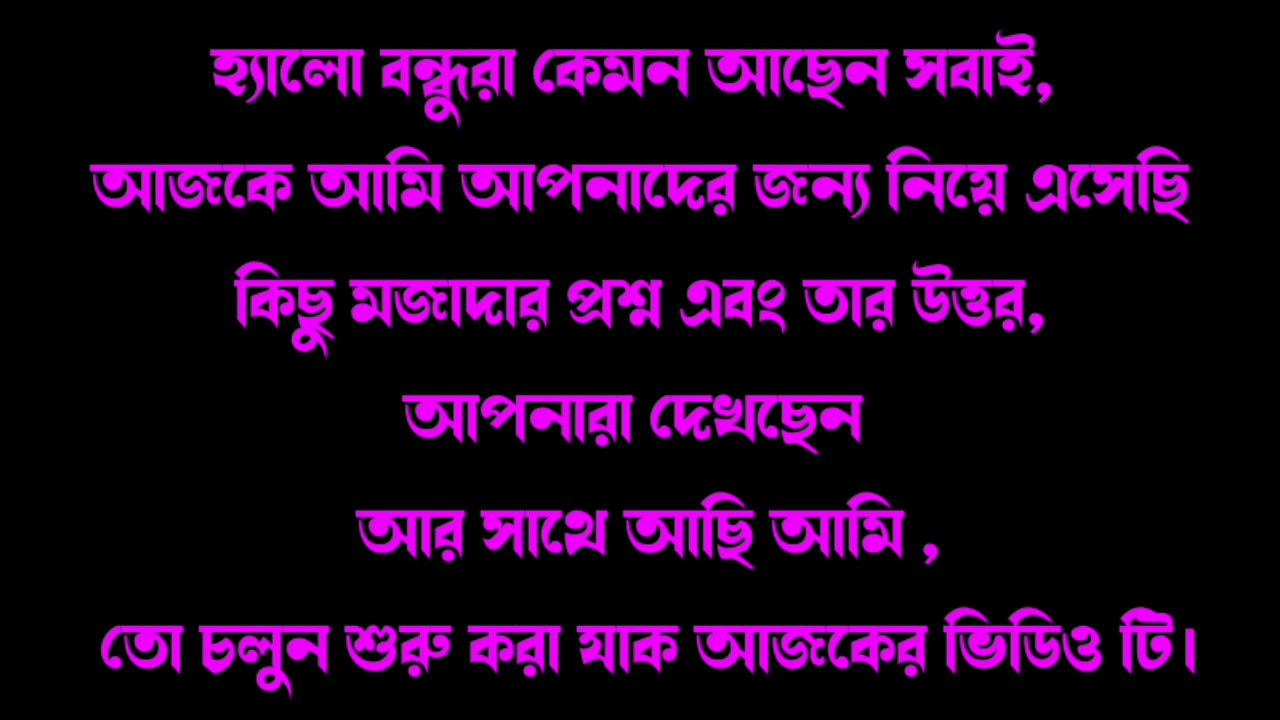 হ্যালো বন্ধুরা কেমন আছেন সবাই,
আজকে আমি আপনাদের জন্য নিয়ে এসেছি
কিছু মজাদার প্রশ্ন এবং তার উত্তর,
আপনারা দেখছেন
আর সাথে আছি আমি ,
তো চলুন শুরু করা যাক আজকের ভিডিও টি।